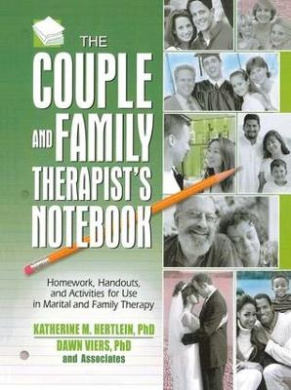 THE
COUPLE
AND FAMILY
THERAPIST'S
NOTEBOOK
Homework, Handouts,
and Activities for Use
in Marital and Family Therapy
KATHERINE M. HERTLEIN, PhD
DAWN VIERS, PhD
and Associates